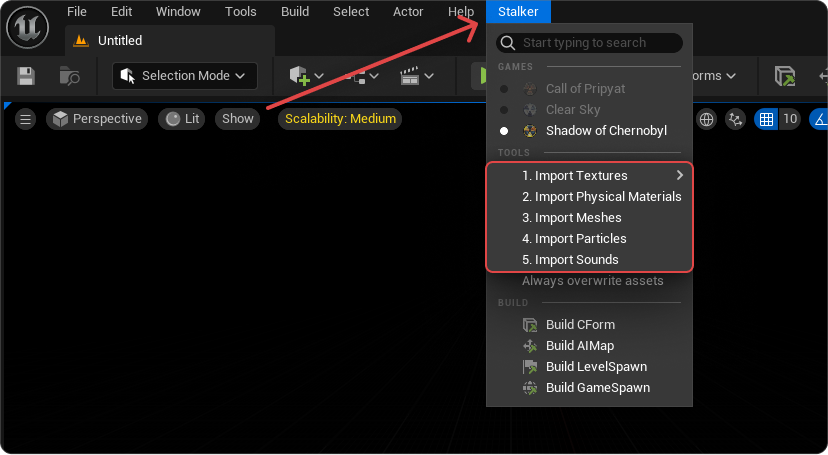 File Edit Window Tools Build Select Actor Help Stalker
Untitled
Start typing to search
GAMES
Selection Mode
orms
Call of Pripyat
Clear Sky
Perspective Lit Show Scalability: Medium
10
Shadow of Chernobyl
TOOLS
1. Import Textures
2. Import Physical Materials
3. Import Meshes
4. Import Particles
5. Import Sounds
Always overwrite assets
BUILD
Build CForm
Build AIMap
Build LevelSpawn
Build GameSpawn